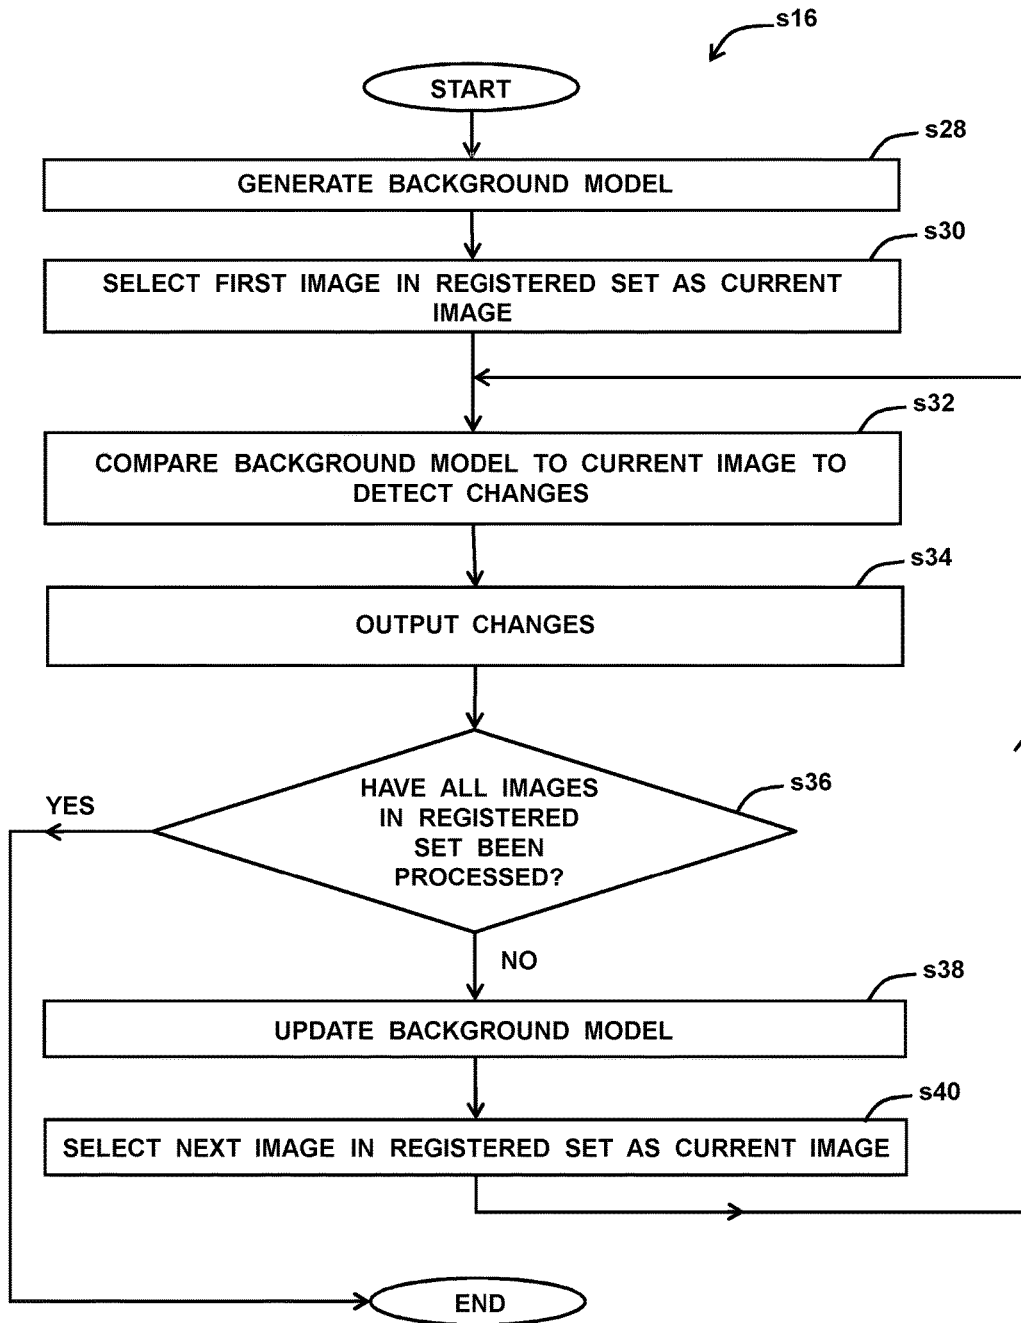 s16
START
s28
GENERATE BACKGROUND MODEL
s30
SELECT FIRST IMAGE IN REGISTERED SET AS CURRENT
IMAGE
s32
COMPARE BACKGROUND MODEL TO CURRENT IMAGE TO
DETECT CHANGES
s34
OUTPUT CHANGES
s36
HAVE ALL IMAGES
IN REGISTERED
SET BEEN
PROCESSED?
YES
NO
s38
UPDATE BACKGROUND MODEL
s40
SELECT NEXT IMAGE IN REGISTERED SET AS CURRENT IMAGE
END